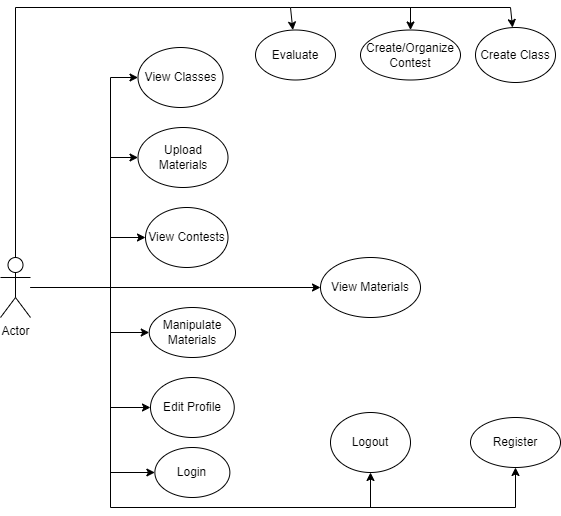 Evaluate
Create/Organize
Contest
Create Class
View Classes
Upload
Materials
View Contests
View Materials
Actor
Manipulate
Materials
Edit Profile
Logout
Register
Login